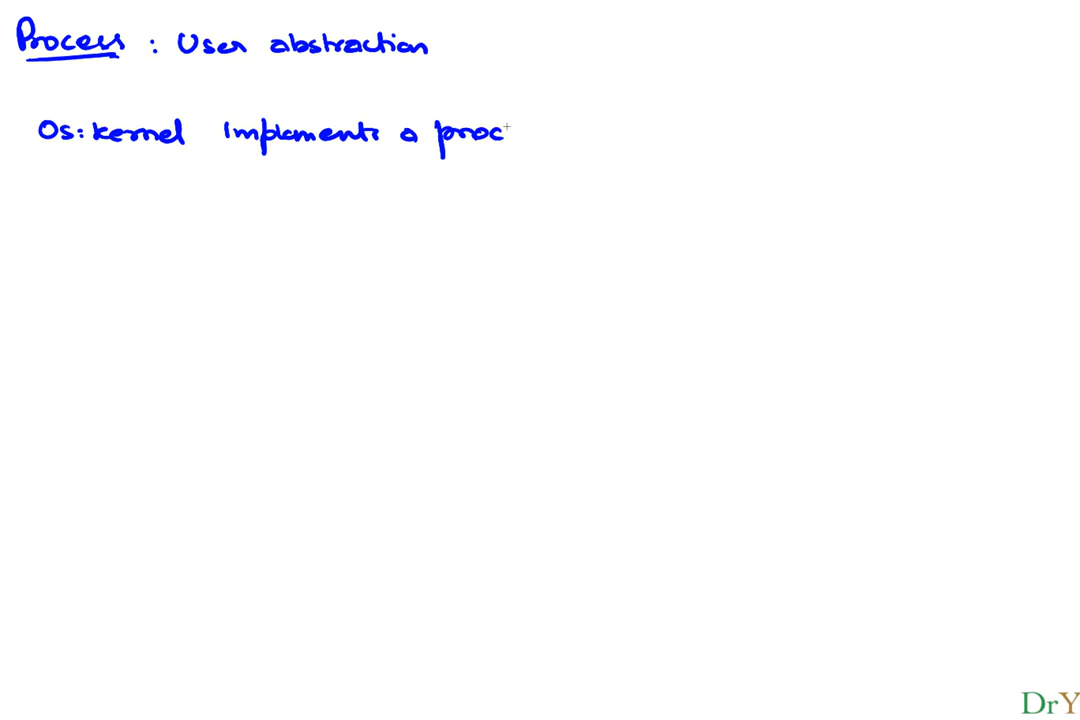 Process : User abstraction
OS: kernel Implements a proc
DrY